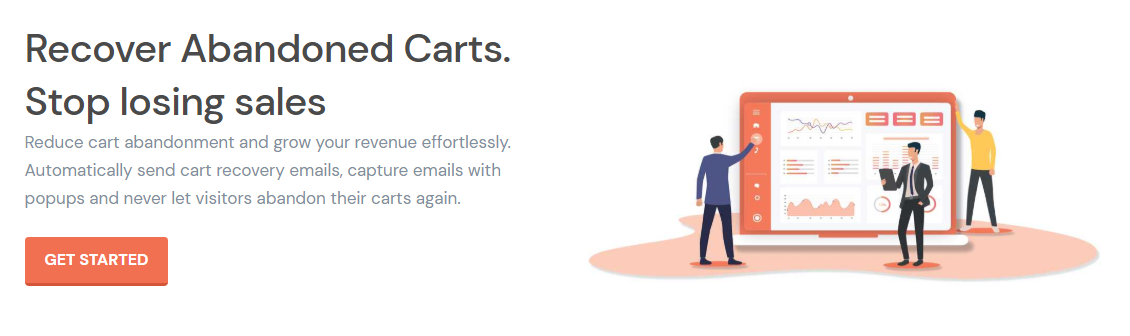 Recover Abandoned Carts.
Stop losing sales
Reduce cart abandonment and grow your revenue effortlessly.
Automatically send cart recovery emails, capture emails with
popups and never let visitors abandon their carts again.
GET STARTED